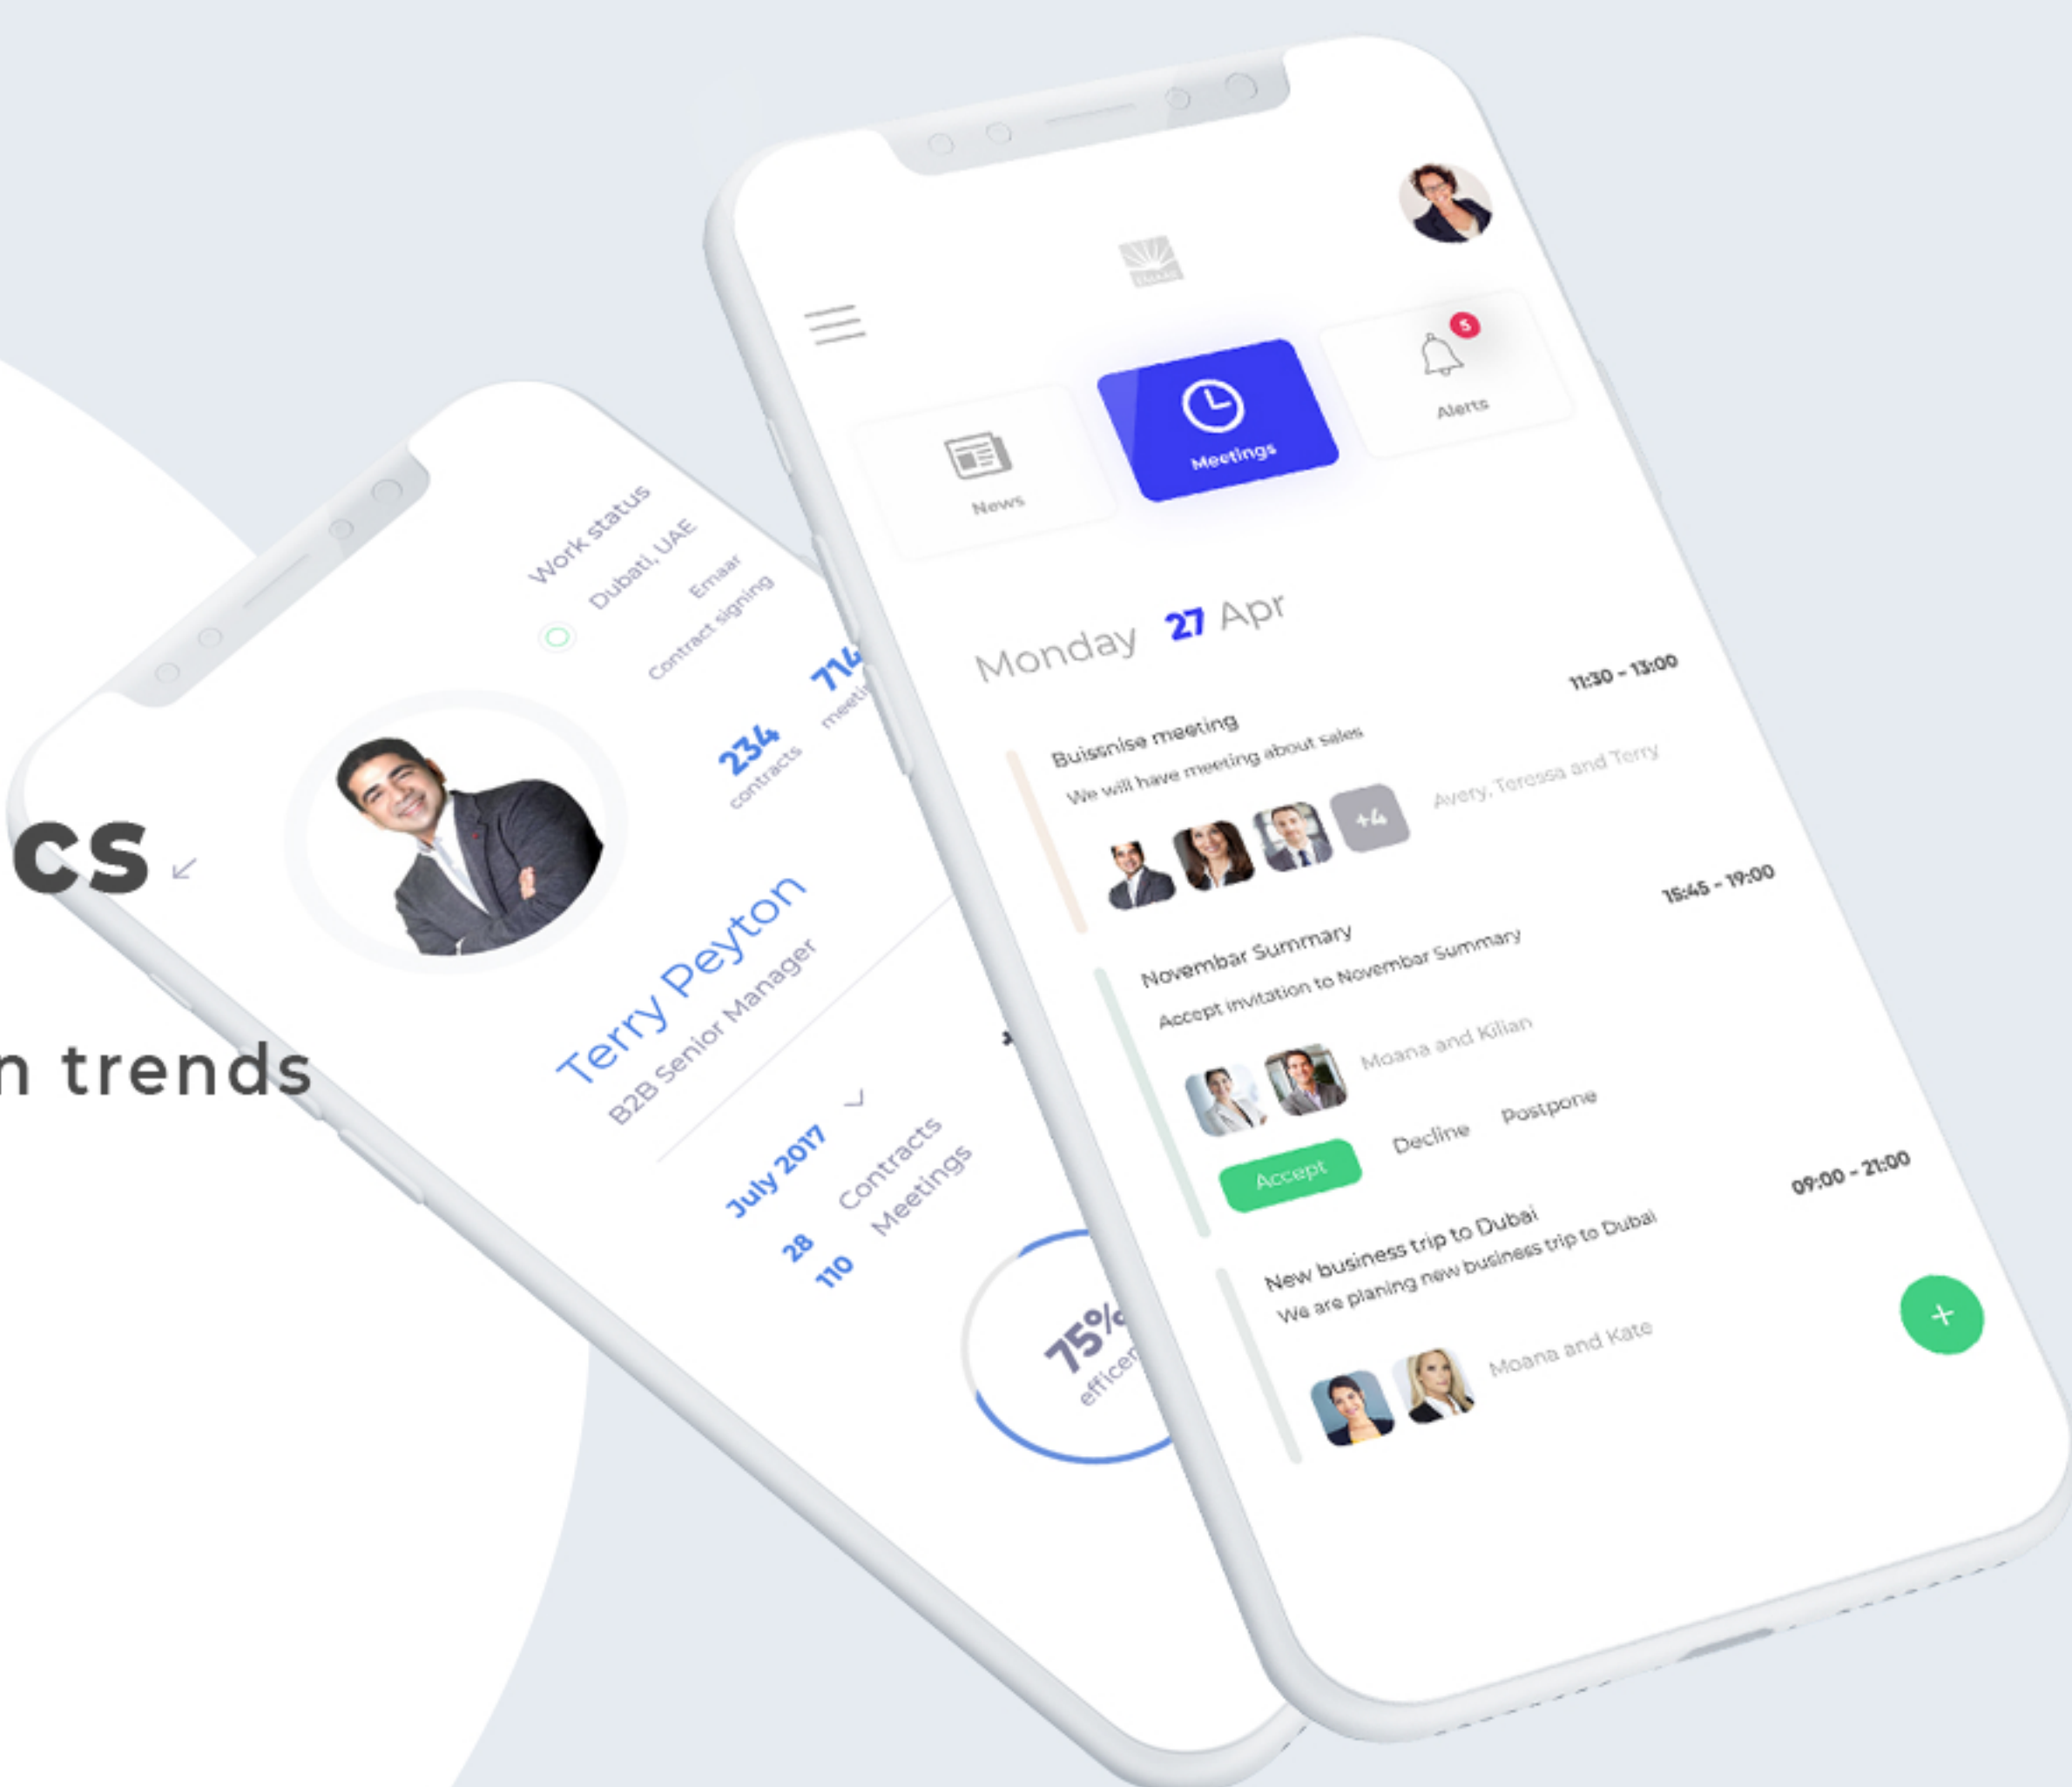 cs
n trends
Work status
Dubati, UAE
Emaar
Contract signing
234
contracts
714
Terry Peyton
B2B Senior Manager
July 2017
28 Contracts
110 Meetings
75%
News
Meetings
5
Alerts
Monday 27 Apr
11:30 - 13:00
Buissnise meeting
We will have meeting about sales
+4
Avery, Teressa and Terry
15:45 - 19:00
Novembar Summary
Accept invitation to Novembar Summary
Moana and Kilian
Accept Decline Postpone
09:00 - 21:00
New business trip to Dubai
We are planing new business trip to Dubai
Moana and Kate
+